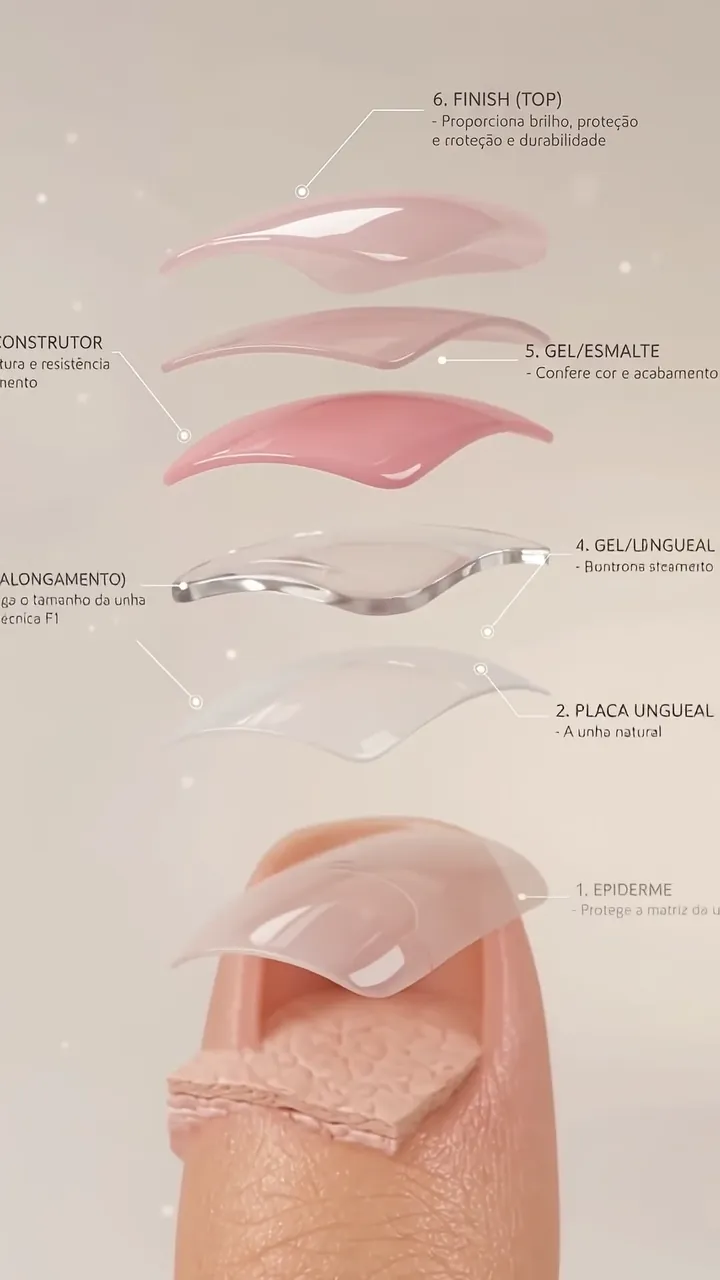 6. FINISH (TOP)
- Proporciona brilho, proteção
e rroteção e durabilidade
CONSTRUTOR
tura e resistência
mento
5. GEL/ESMALTE
- Confere cor e acabamento
ALONGAMENTO)
ga o tamanho da unha
écnica F1
4. GEL/LINGUEAL
- Buntrons steamento
2. PLACA UNGUEAL
- A unha natural
1. EPIDERME
- Protege a matriz da u